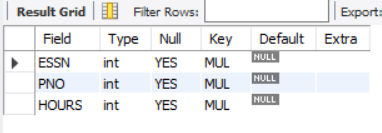 Result Grid Filter Rows: Export:
Field Type Null Key Default Extra
ESSN int YES MUL NULL
PNO int YES MUL NULL
HOURS int YES MUL NULL